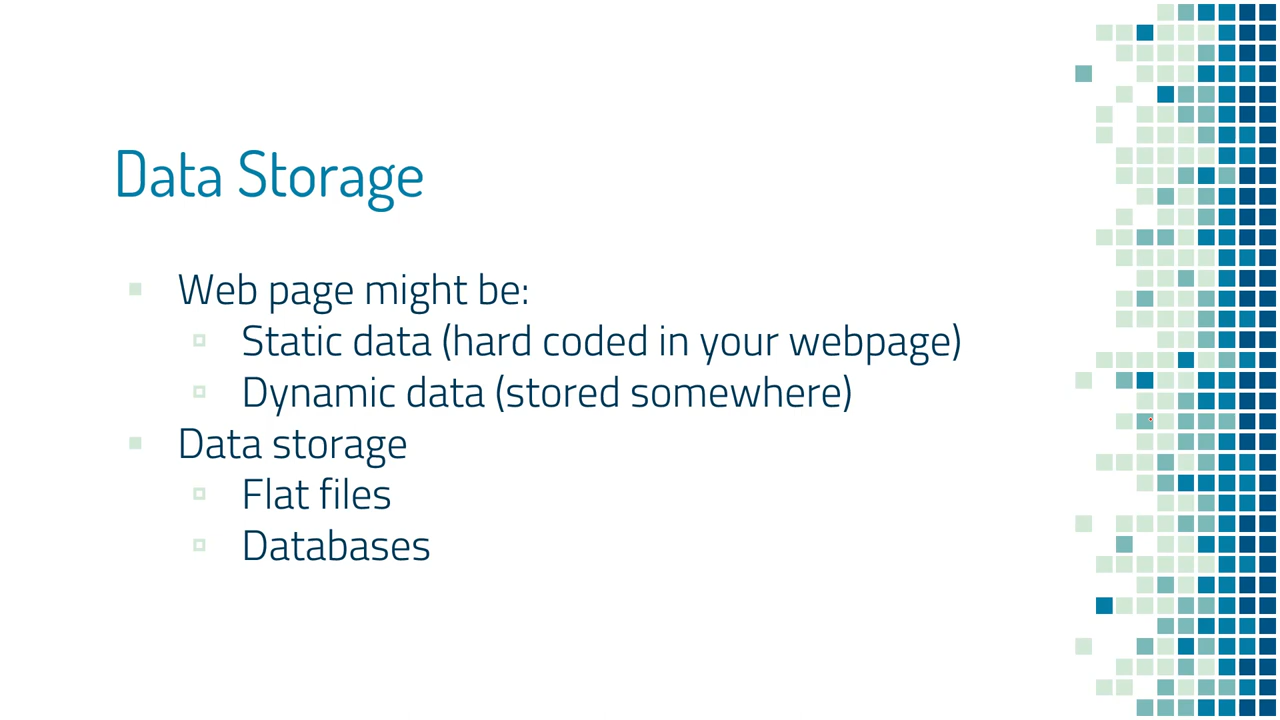 Data Storage
Web page might be:
Static data (hard coded in your webpage)
Dynamic data (stored somewhere)
Data storage
Flat files
Databases